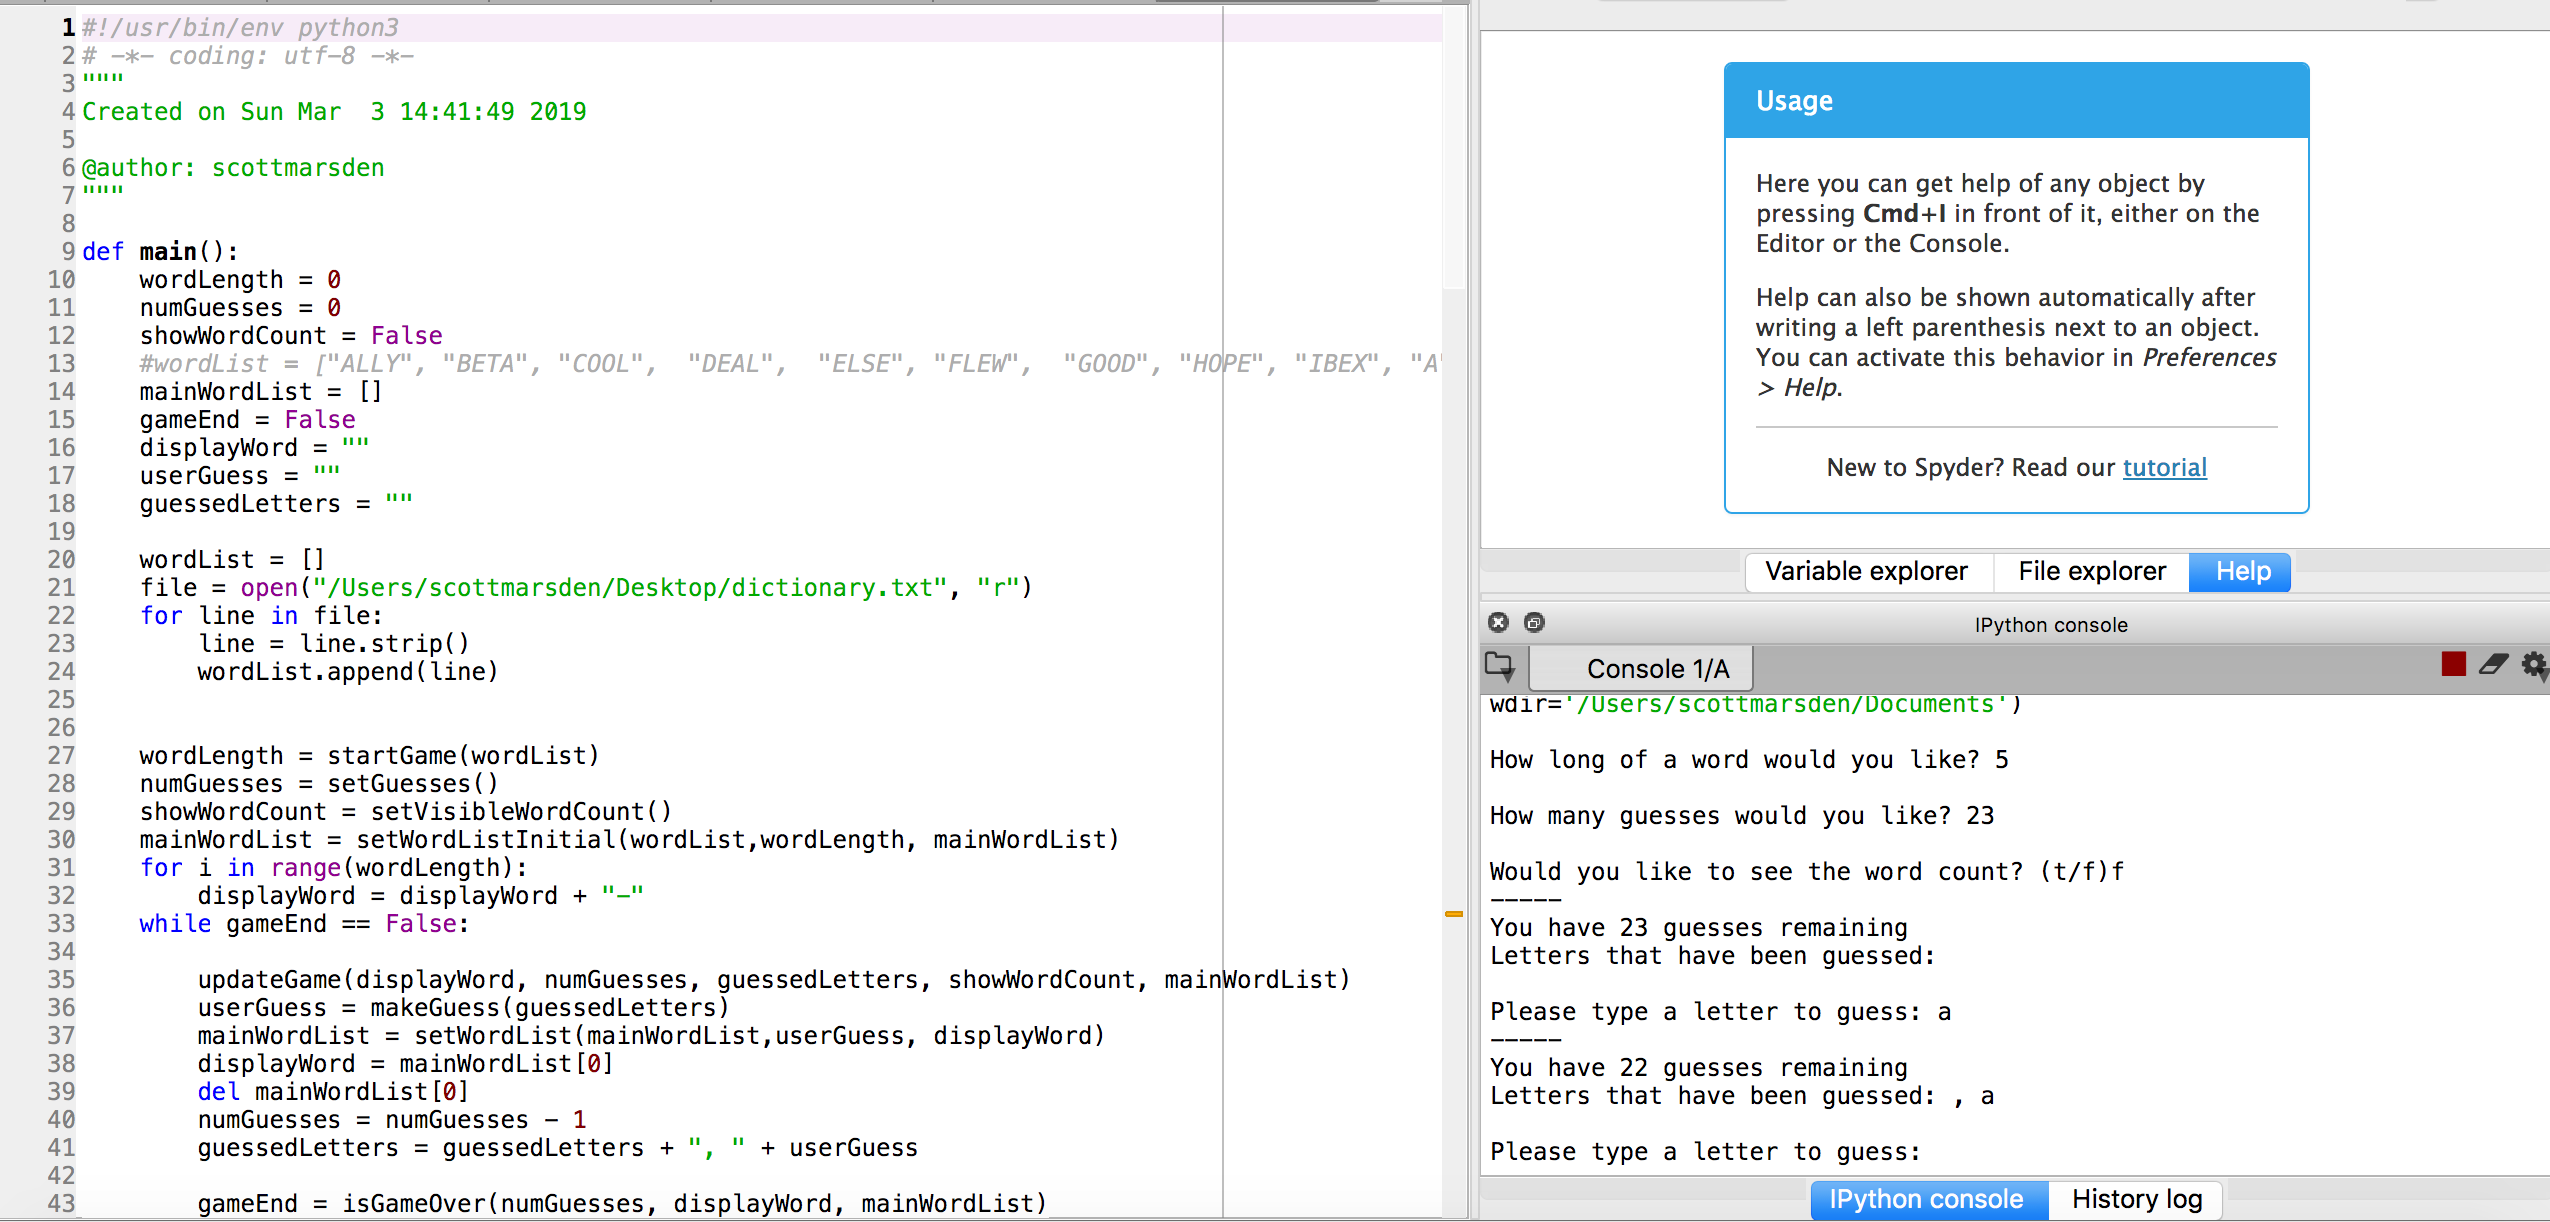 1 #!/usr/bin/env python3
2 # -*- coding: utf-8 -*-
3 """
4 Created on Sun Mar  3 14:41:49 2019
5
6 @author: scottmarsden
7 """
8
9 def main():
10     wordLength = 0
11     numGuesses = 0
12     showWordCount = False
13     #wordList = ["ALLY", "BETA", "COOL",  "DEAL",  "ELSE", "FLEW",  "GOOD", "HOPE", "IBEX", "A
14     mainWordList = []
15     gameEnd = False
16     displayWord = ""
17     userGuess = ""
18     guessedLetters = ""
19
20     wordList = []
21     file = open("/Users/scottmarsden/Desktop/dictionary.txt", "r")
22     for line in file:
23         line = line.strip()
24         wordList.append(line)
25
26
27     wordLength = startGame(wordList)
28     numGuesses = setGuesses()
29     showWordCount = setVisibleWordCount()
30     mainWordList = setWordListInitial(wordList,wordLength, mainWordList)
31     for i in range(wordLength):
32         displayWord = displayWord + "-"
33     while gameEnd == False:
34
35         updateGame(displayWord, numGuesses, guessedLetters, showWordCount, mainWordList)
36         userGuess = makeGuess(guessedLetters)
37         mainWordList = setWordList(mainWordList,userGuess, displayWord)
38         displayWord = mainWordList[0]
39         del mainWordList[0]
40         numGuesses = numGuesses - 1
41         guessedLetters = guessedLetters + ", " + userGuess
42
43         gameEnd = isGameOver(numGuesses, displayWord, mainWordList)
Usage
Here you can get help of any object by
pressing Cmd+I in front of it, either on the
Editor or the Console.
Help can also be shown automatically after
writing a left parenthesis next to an object.
You can activate this behavior in Preferences
> Help.
New to Spyder? Read our tutorial
Variable explorer File explorer Help
IPython console
Console 1/A
wdir='/Users/scottmarsden/Documents')
How long of a word would you like? 5
How many guesses would you like? 23
Would you like to see the word count? (t/f)f
-----
You have 23 guesses remaining
Letters that have been guessed:
Please type a letter to guess: a
-----
You have 22 guesses remaining
Letters that have been guessed: , a
Please type a letter to guess:
IPython console History log